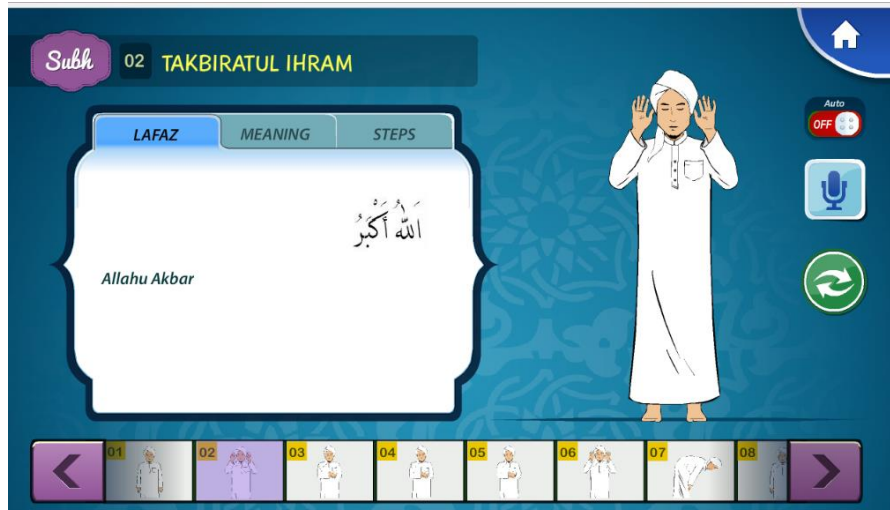 Subh 02 TAKBIRATUL IHRAM
Auto
OFF
LAFAZ MEANING STEPS
اَللّٰهُ أَكْبَرُ
Allahu Akbar
01 02 03 04 05 06 07 08